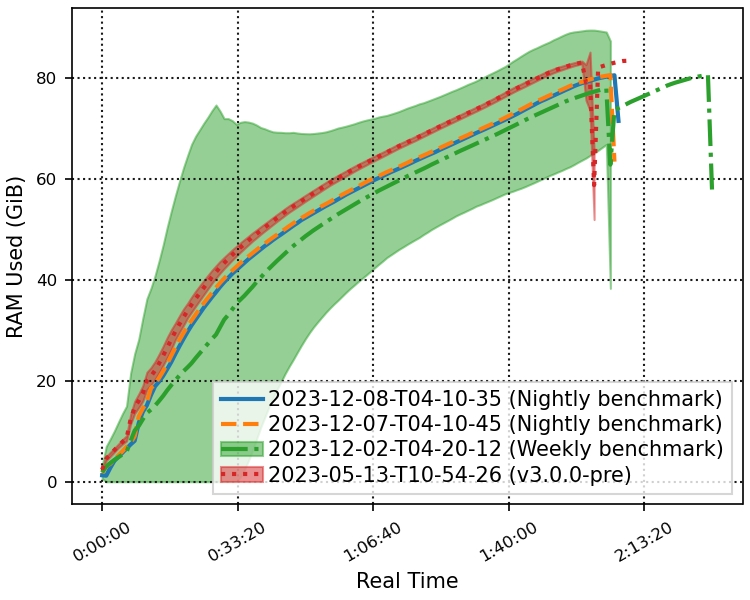 RAM Used (GiB)
80
60
40
20
0
2023-12-08-T04-10-35 (Nightly benchmark)
2023-12-07-T04-10-45 (Nightly benchmark)
2023-12-02-T04-20-12 (Weekly benchmark)
2023-05-13-T10-54-26 (v3.0.0-pre)
0:00:00
0:33:20
1:06:40
1:40:00
2:13:20
Real Time